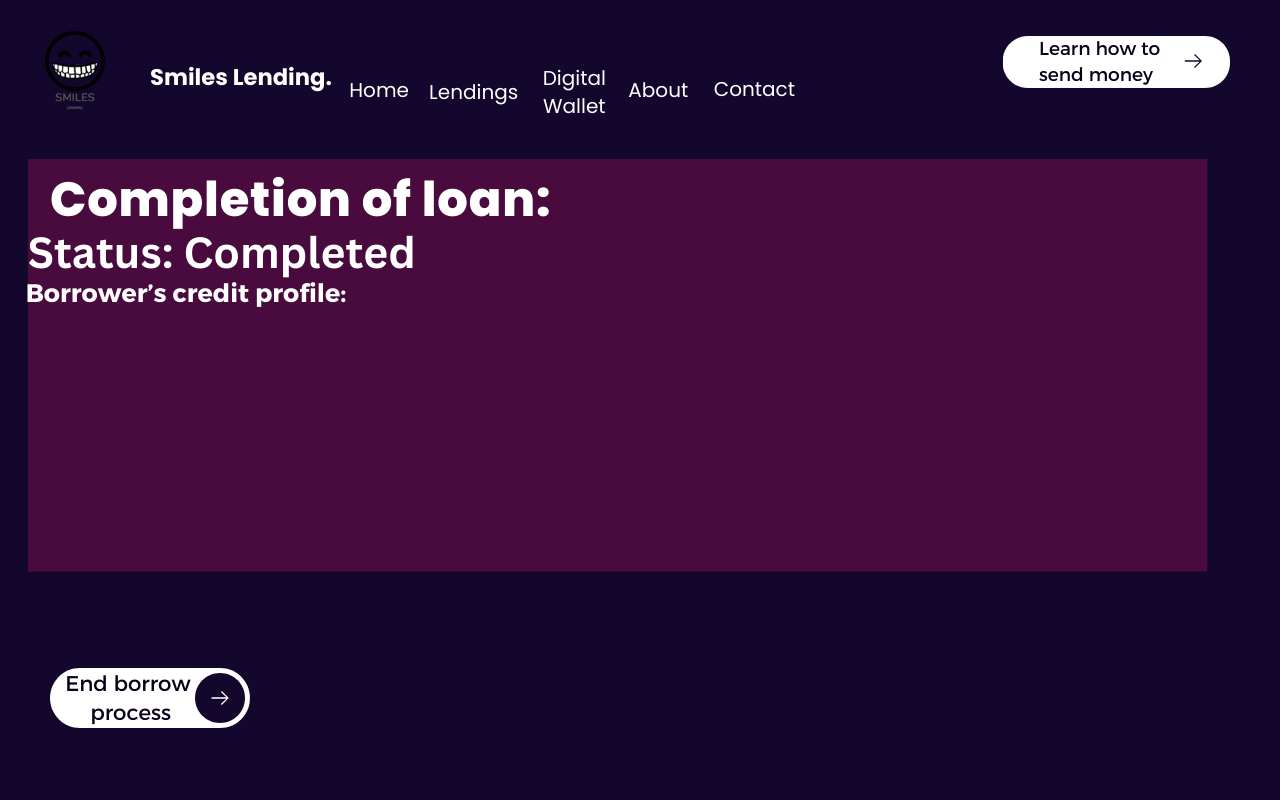 SMILES
LENDING.
Smiles Lending.
Home
Lendings
Digital
Wallet
About
Contact
Learn how to
send money
Completion of loan:
Status: Completed
Borrower’s credit profile:
End borrow
process